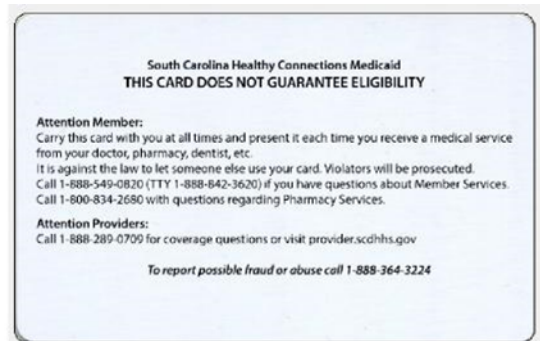 South Carolina Healthy Connections Medicaid
THIS CARD DOES NOT GUARANTEE ELIGIBILITY
Attention Member:
Carry this card with you at all times and present it each time you receive a medical service
from your doctor, pharmacy, dentist, etc.
It is against the law to let someone else use your card. Violators will be prosecuted.
Call 1-888-549-0820 (TTY 1-888-842-3620) if you have questions about Member Services.
Call 1-800-834-2680 with questions regarding Pharmacy Services.
Attention Providers:
Call 1-888-289-0709 for coverage questions or visit provider.scdhhs.gov
To report possible fraud or abuse call 1-888-364-3224